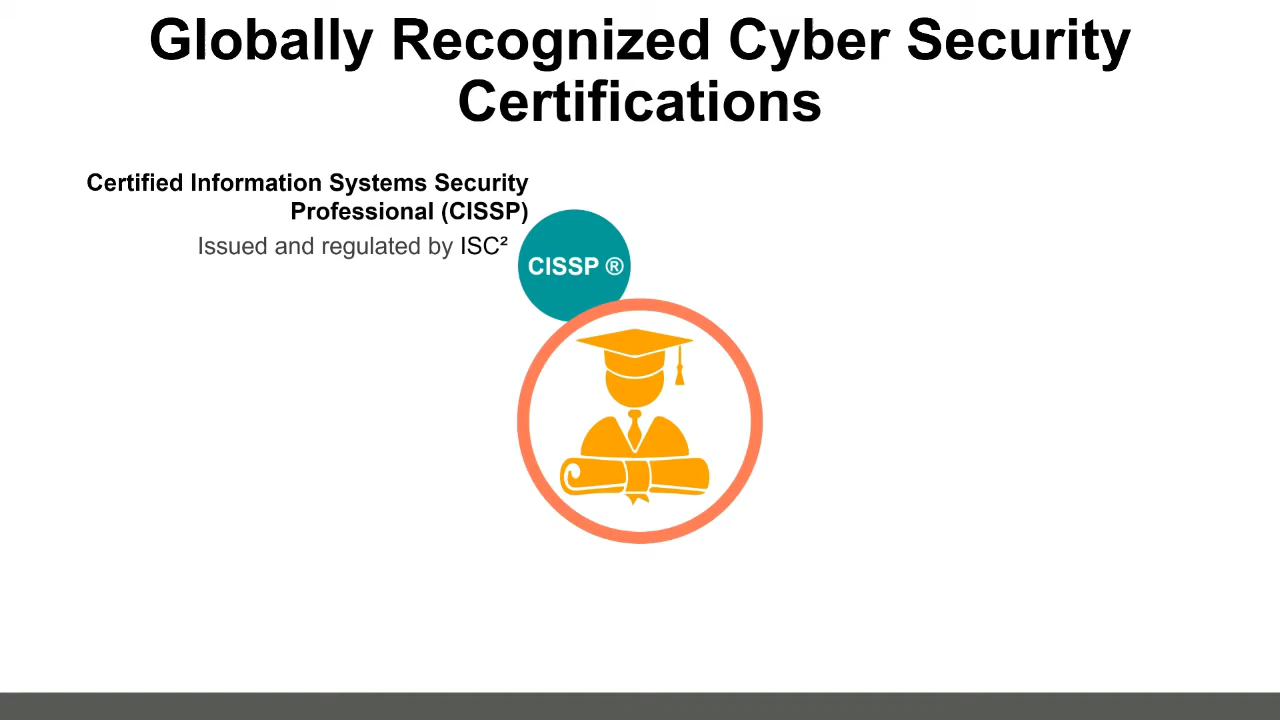 Globally Recognized Cyber Security
Certifications
Certified Information Systems Security
Professional (CISSP)
Issued and regulated by ISC²
CISSP ®